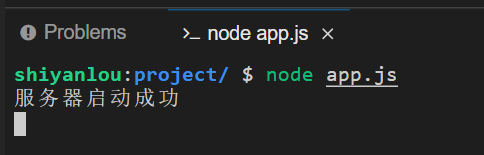 Problems
>_ node app.js ×
shiyanlou:project/ $ node app.js
服务器启动成功